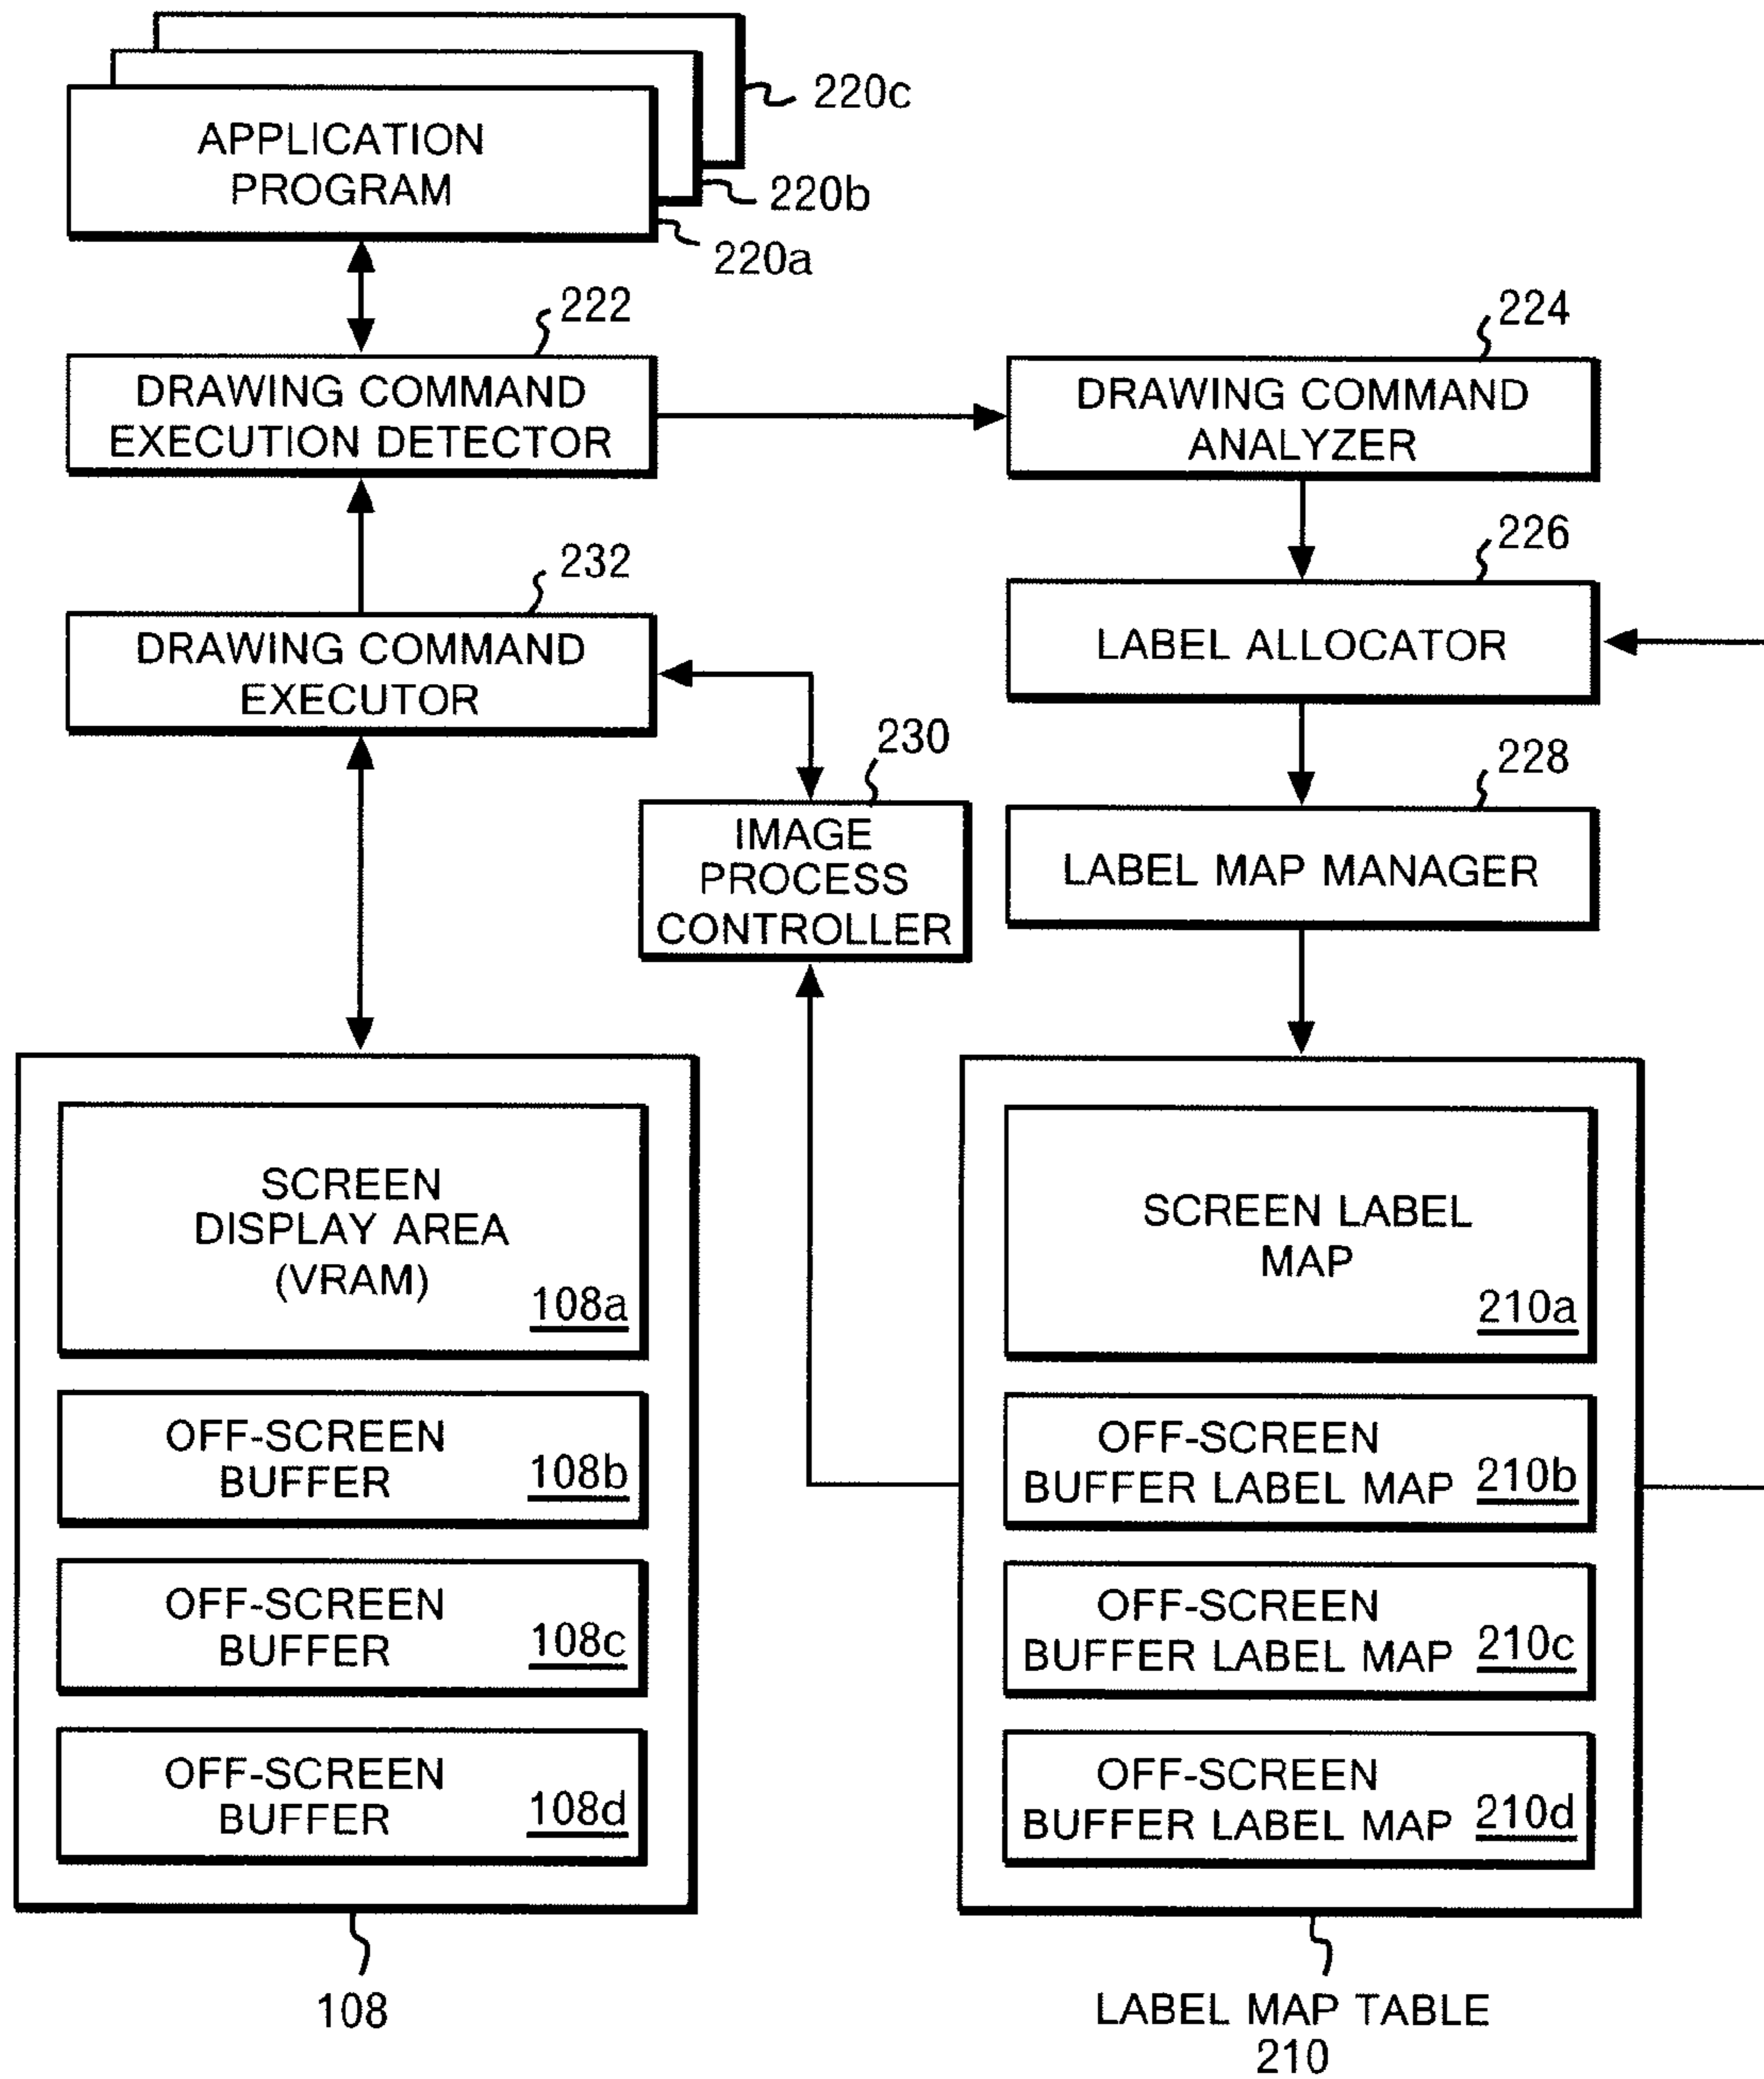 220c
APPLICATION
PROGRAM
220b
220a
222
DRAWING COMMAND
EXECUTION DETECTOR
224
DRAWING COMMAND
ANALYZER
232
DRAWING COMMAND
EXECUTOR
226
LABEL ALLOCATOR
230
IMAGE
PROCESS
CONTROLLER
228
LABEL MAP MANAGER
SCREEN
DISPLAY AREA
(VRAM)
108a
OFF-SCREEN
BUFFER
108b
OFF-SCREEN
BUFFER
108c
OFF-SCREEN
BUFFER
108d
108
SCREEN LABEL
MAP
210a
OFF-SCREEN
BUFFER LABEL MAP
210b
OFF-SCREEN
BUFFER LABEL MAP
210c
OFF-SCREEN
BUFFER LABEL MAP
210d
LABEL MAP TABLE
210